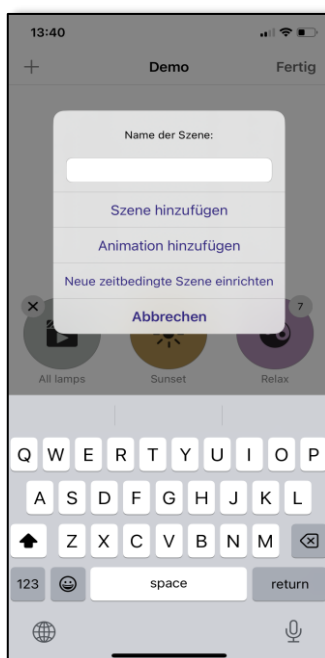 13:40
Demo
Fertig
Name der Szene:
Szene hinzufügen
Animation hinzufügen
Neue zeitbedingte Szene einrichten
Abbrechen
7
All lamps
Sunset
Relax
Q W E R T Y U I O P
A S D F G H J K L
Z X C V B N M
123
space
return